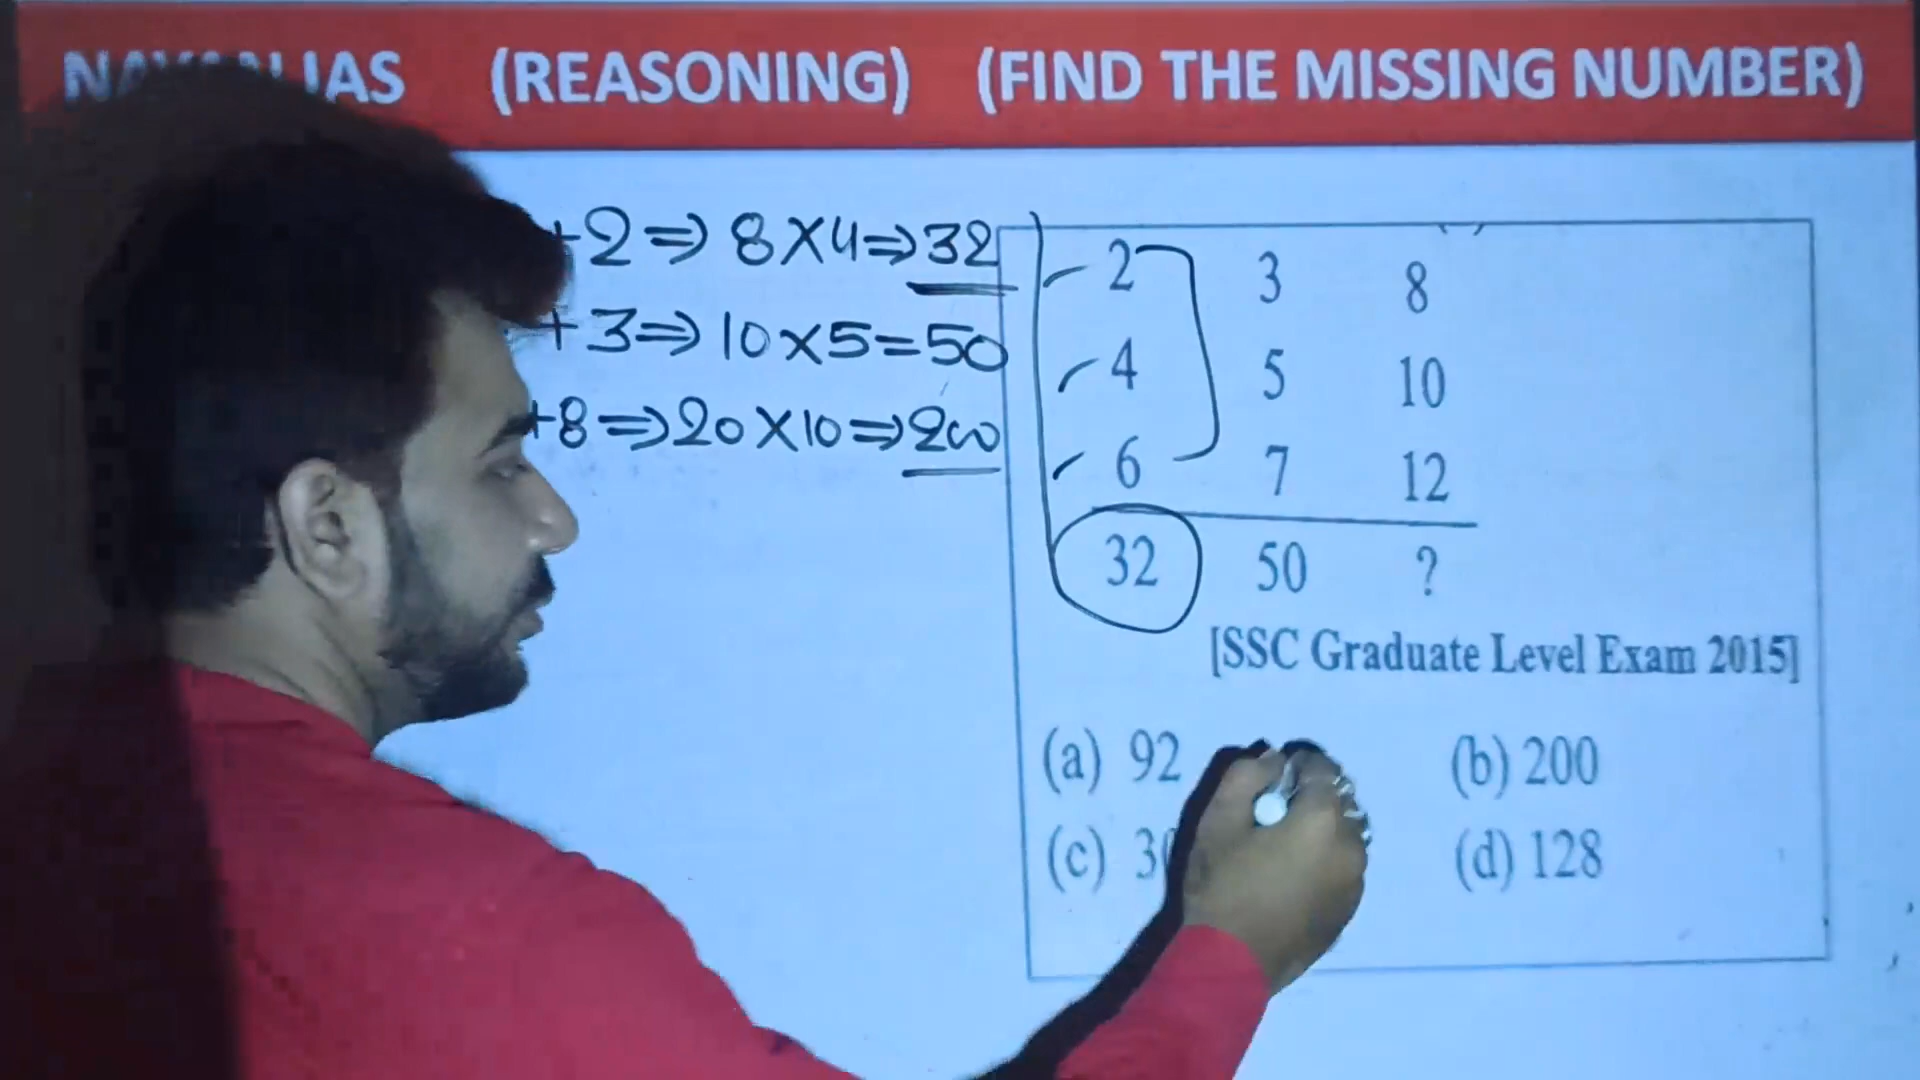 IAS (REASONING) (FIND THE MISSING NUMBER)
+2 ⇒ 8×4 ⇒ 32
+3 ⇒ 10×5 = 50
+8 ⇒ 20×10 ⇒ 200
2 3 8
4 5 10
6 7 12
32 50 ?
[SSC Graduate Level Exam 2015]
(a) 92 (b) 200
(c) (d) 128